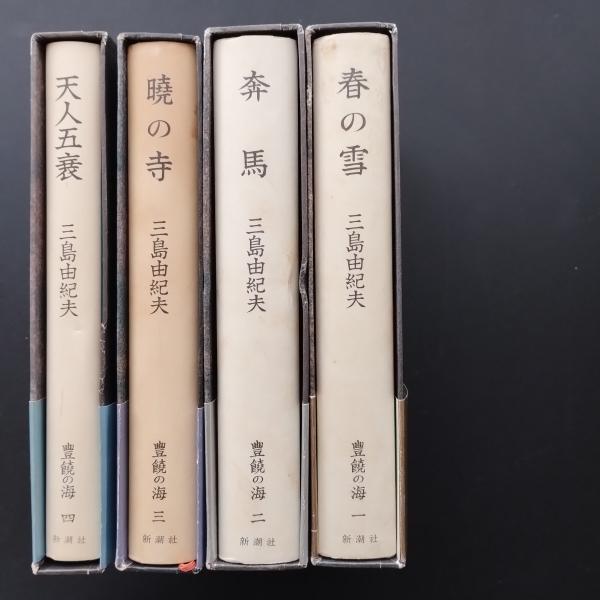 春の雪
三島由紀夫
豐饒の海 一
新潮社
奔馬
三島由紀夫
豐饒の海 二
新潮社
曉の寺
三島由紀夫
豐饒の海 三
新潮社
天人五衰
三島由紀夫
豐饒の海 四
新潮社